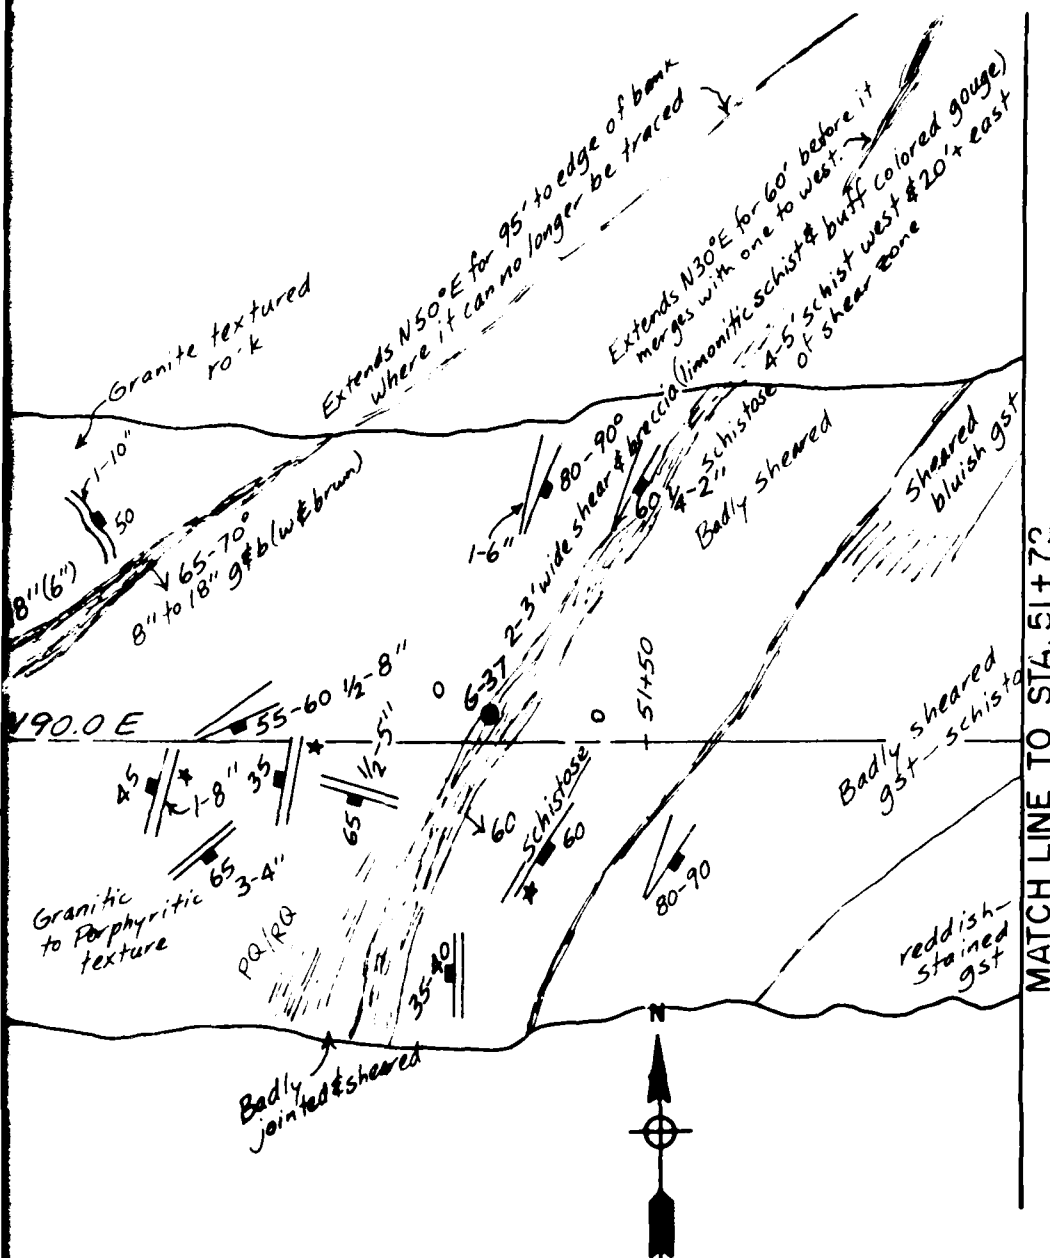 Extends N50°E for 95' to edge of bank
where it can no longer be traced
Extends N30°E for 60' before it
merges with one to west.
2-3' wide shear & breccia (limonitic schist & buff colored gouge)
4-5' schist west & 20'+ east
of shear zone
Granite textured
ro·k
1-10"
50
65-70°
8" to 18" g & b (w & brwn)
8" (6")
80-90°
1-6"
60
1/4-2"
schistose
Badly sheared
Sheared
bluish gst
55-60 1/2-8"
6-37
51+50
90.0 E
45
1-8"
35
65
1/2-5"
60
Schistose
60
65
3-4"
80-90
35-40
Granitic
to Porphyritic
texture
PQ/RQ
Badly sheared
gst-schisto
reddish-
stained
gst
Badly
jointed & sheared
N
MATCH LINE TO STA. 51+72